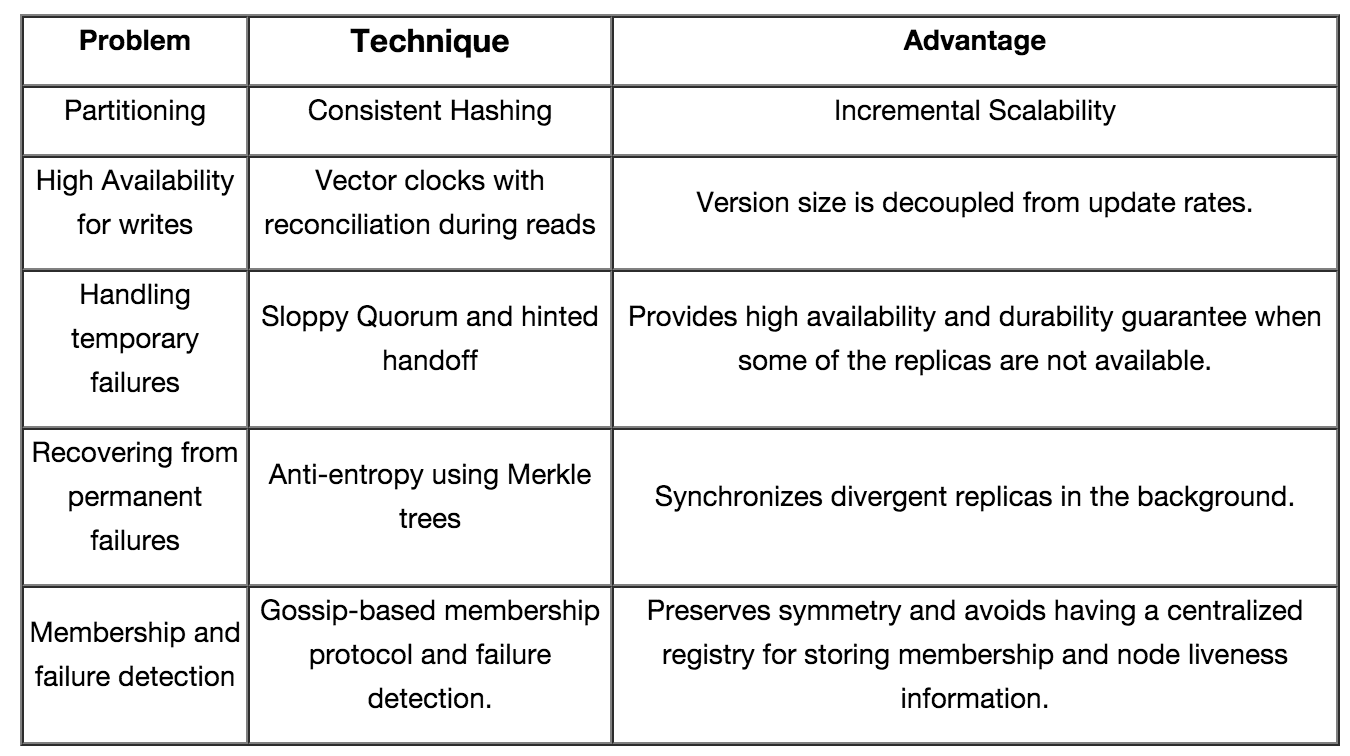 Problem
Technique
Advantage
Partitioning
Consistent Hashing
Incremental Scalability
High Availability
for writes
Vector clocks with
reconciliation during reads
Version size is decoupled from update rates.
Handling
temporary
failures
Sloppy Quorum and hinted
handoff
Provides high availability and durability guarantee when
some of the replicas are not available.
Recovering from
permanent
failures
Anti-entropy using Merkle
trees
Synchronizes divergent replicas in the background.
Membership and
failure detection
Gossip-based membership
protocol and failure
detection.
Preserves symmetry and avoids having a centralized
registry for storing membership and node liveness
information.